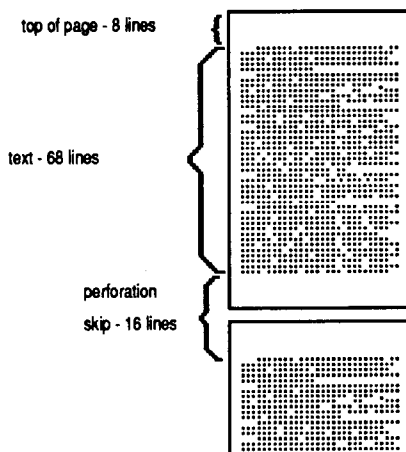 top of page - 8 lines
text - 68 lines
perforation
skip - 16 lines